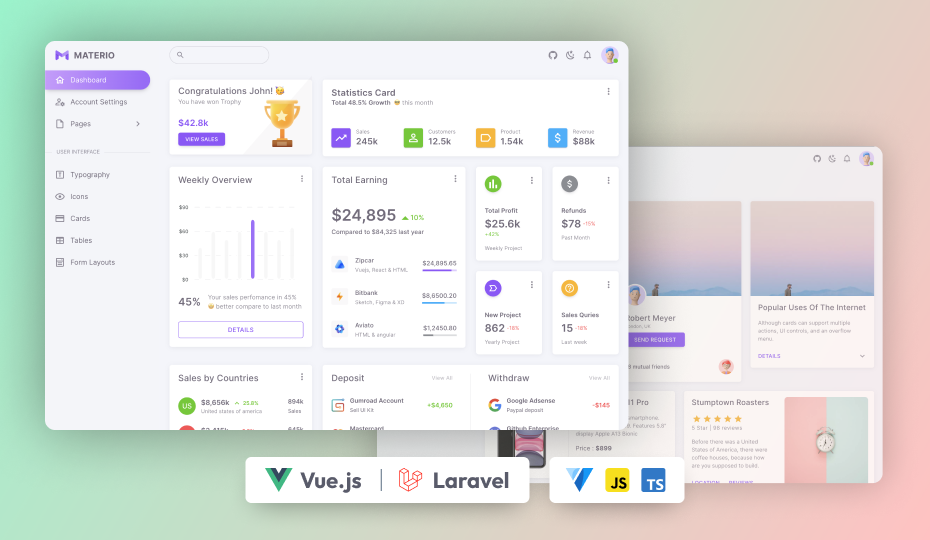 MATERIO
Dashboard
Account Settings
Pages
USER INTERFACE
Typography
Icons
Cards
Tables
Form Layouts
Congratulations John! 🥳
You have won Trophy
$42.8k
VIEW SALES
Statistics Card
Total 48.5% Growth 😎 this month
Sales
245k
Customers
12.5k
Product
1.54k
Revenue
$88k
Weekly Overview
$90
$60
$30
$0
45%
Your sales perfomance in 45%
🤩 better compare to last month
DETAILS
Total Earning
$24,895 10%
Compared to $84,325 last year
Zipcar
Vuejs, React & HTML
$24,895.65
Bitbank
Sketch, Figma & XD
$8,6500.20
Aviato
HTML & angular
$1,2450.80
Total Profit
$25.6k
+42%
Weekly Project
Refunds
$78 -15%
Past Month
New Project
862 -18%
Yearly Project
Sales Quries
15 -18%
Last week
Sales by Countries
US
$8,656k 25.8%
United states of america
894k
Sales
645k
Deposit
View All
Gumroad Account
Sell UI Kit
+$4,650
Mastercard
Withdraw
View All
Google Adsense
Paypal deposit
-$145
Github Enterprise
obert Meyer
UK
SEND REQUEST
mutual friends
Popular Uses Of The Internet
Although cards can support multiple
actions, UI controls, and an overflow
menu.
DETAILS
11 Pro
smartphone.
Features 5.8"
display Apple A13 Bionic
Price : $899
Stumptown Roasters
5 Star | 98 reviews
Before there was a United
States of America, there were
coffee houses, because how
are you supposed to build.
LOCATION
REVIEWS
Vue.js
Laravel
JS
TS